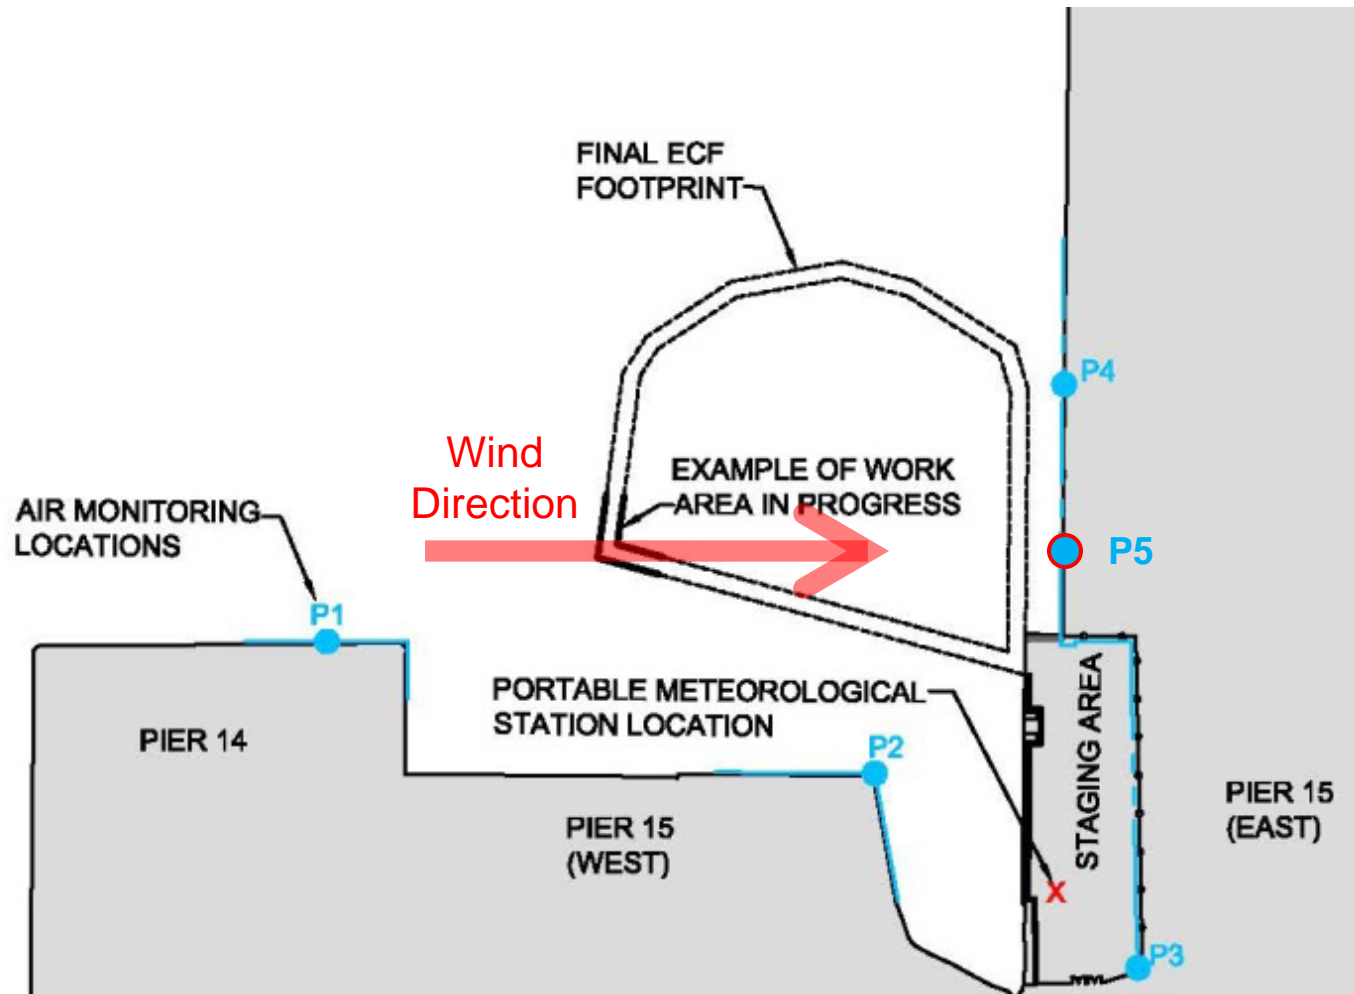 FINAL ECF
FOOTPRINT
P4
Wind
Direction
EXAMPLE OF WORK
AREA IN PROGRESS
AIR MONITORING
LOCATIONS
P5
P1
PORTABLE METEOROLOGICAL
STATION LOCATION
STAGING AREA
PIER 14
P2
PIER 15
(WEST)
PIER 15
(EAST)
X
P3